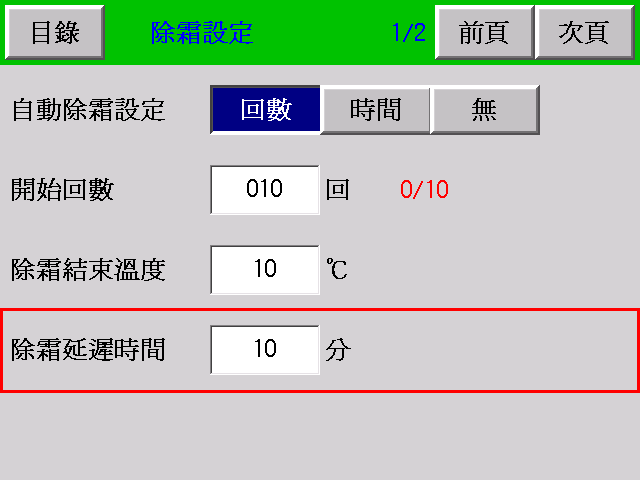 目錄 除霜設定 1/2 前頁 次頁
自動除霜設定 回數 時間 無
開始回數 010 回 0/10
除霜結束溫度 10 ℃
除霜延遲時間 10 分